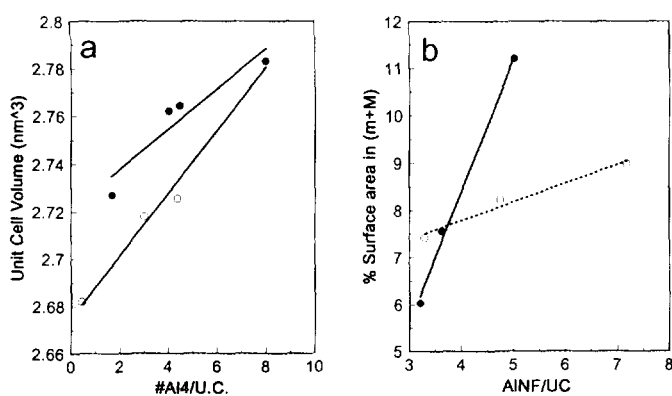 a
2.8
2.78
2.76
2.74
2.72
2.7
2.68
2.66
Unit Cell Volume (nm^3)
0 2 4 6 8 10
#Al4/U.C.
b
12
11
10
9
8
7
6
5
% Surface area in (m+M)
3 4 5 6 7 8
AlNF/UC